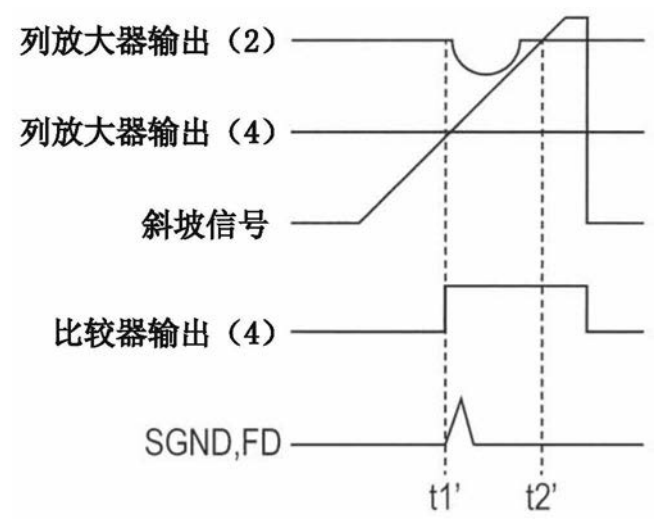 列放大器输出（2）
列放大器输出（4）
斜坡信号
比较器输出（4）
SGND,FD
t1' t2'